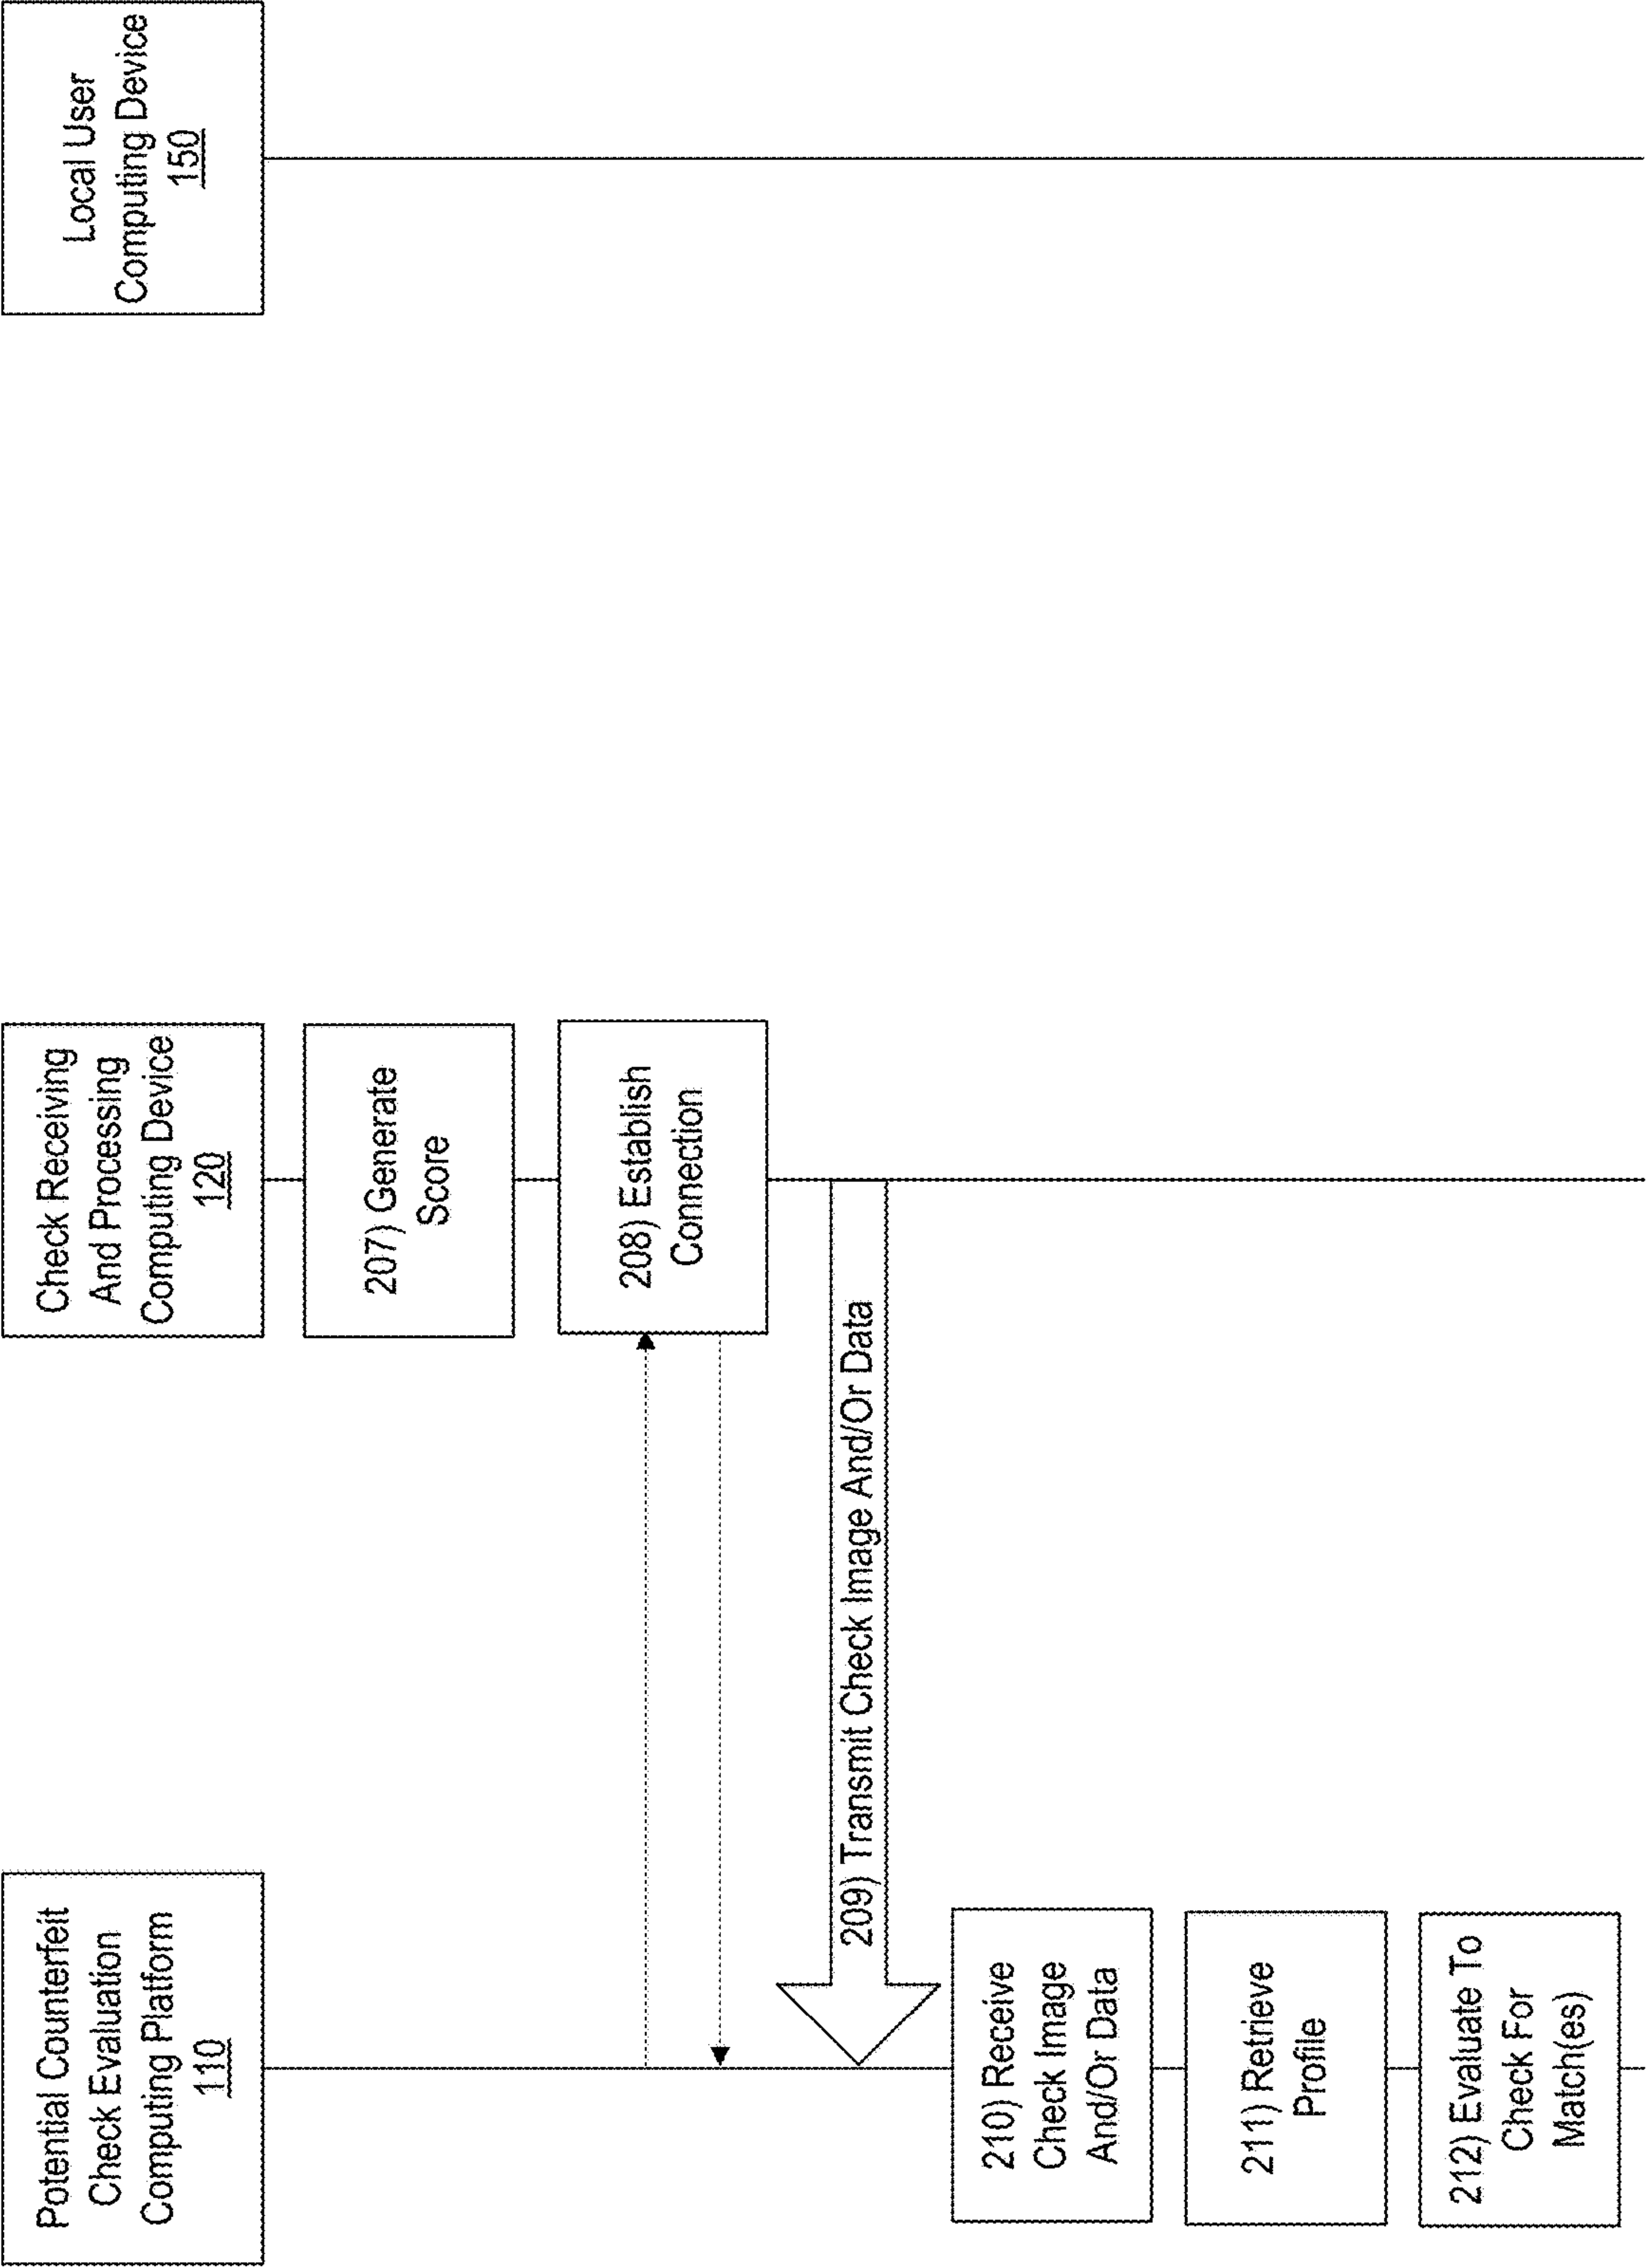 Potential Counterfeit
Check Evaluation
Computing Platform
110
Check Receiving
And Processing
Computing Device
120
Local User
Computing Device
150
207) Generate
Score
208) Establish
Connection
209) Transmit Check Image And/Or Data
210) Receive
Check Image
And/Or Data
211) Retrieve
Profile
212) Evaluate To
Check For
Match(es)